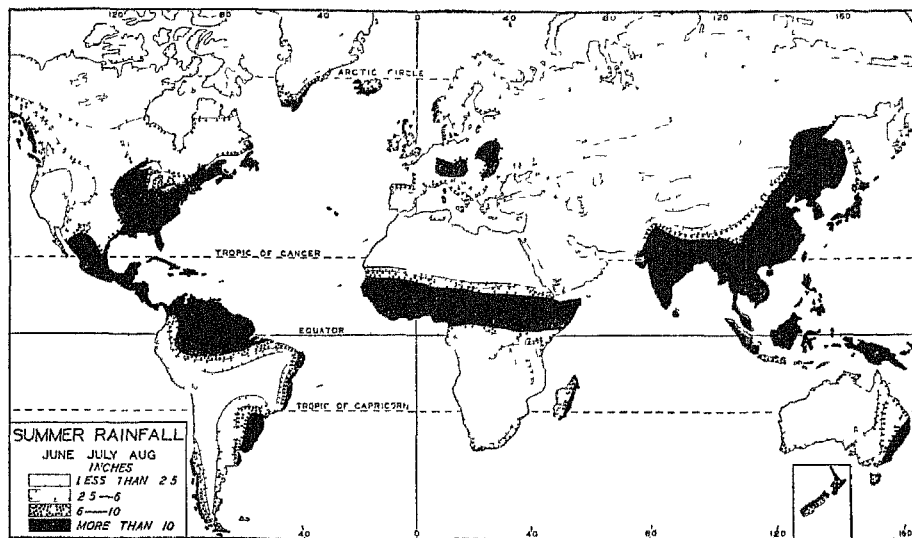 120 80 40 0 40 80 120 160
ARCTIC CIRCLE
TROPIC OF CANCER
EQUATOR
TROPIC OF CAPRICORN
SUMMER RAINFALL
JUNE JULY AUG
INCHES
LESS THAN 2 5
2 5—6
6—10
MORE THAN 10
40 0 40 80 120 160